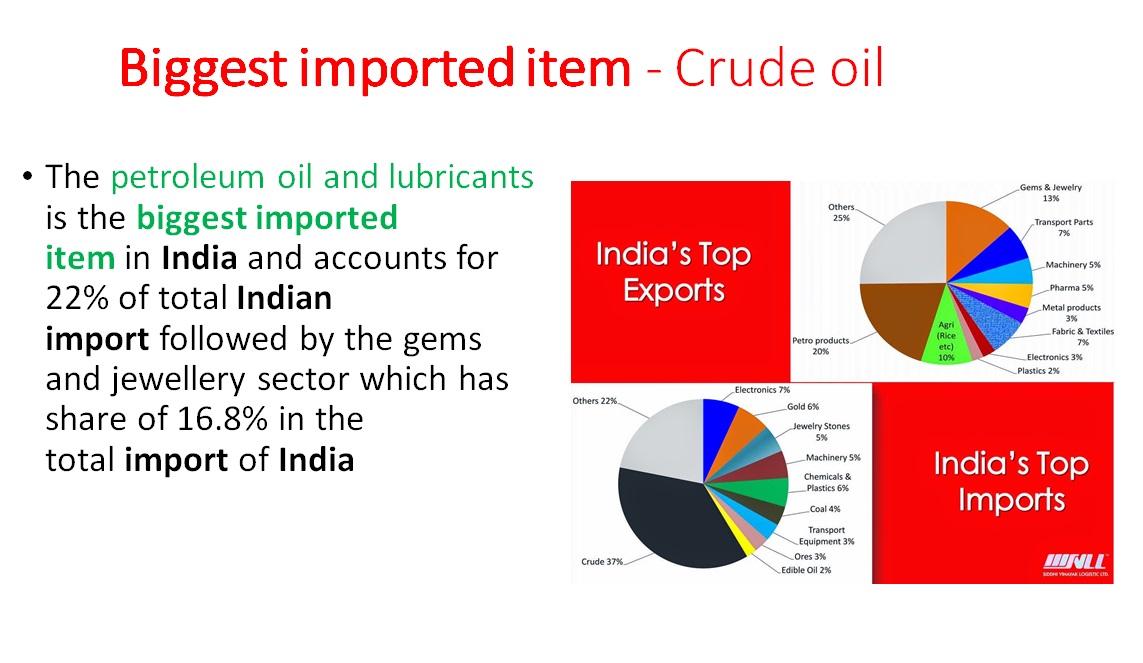 Biggest imported item - Crude oil
• The petroleum oil and lubricants
is the biggest imported
item in India and accounts for
22% of total Indian
import followed by the gems
and jewellery sector which has
share of 16.8% in the
total import of India
India's Top
Exports
Gems & Jewelry
13%
Transport Parts
7%
Machinery 5%
Pharma 5%
Metal products
3%
Fabric & Textiles
7%
Electronics 3%
Plastics 2%
Agri
(Rice
etc)
10%
Petro products
20%
Others
25%
Electronics 7%
Gold 6%
Jewelry Stones
5%
Machinery 5%
Chemicals &
Plastics 6%
Coal 4%
Transport
Equipment 3%
Ores 3%
Edible Oil 2%
Crude 37%
Others 22%
India's Top
Imports
SIDDHI VINAYAK LOGISTIC LTD.